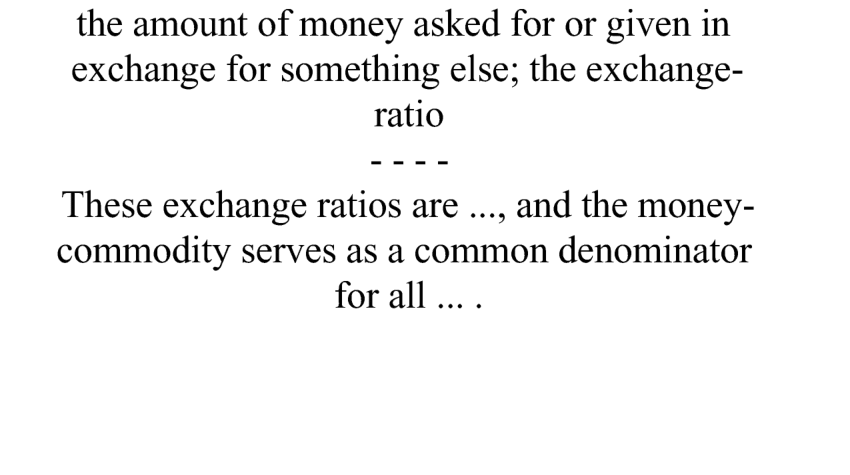 the amount of money asked for or given in
exchange for something else; the exchange-
ratio
- - - -
These exchange ratios are ..., and the money-
commodity serves as a common denominator
for all ... .